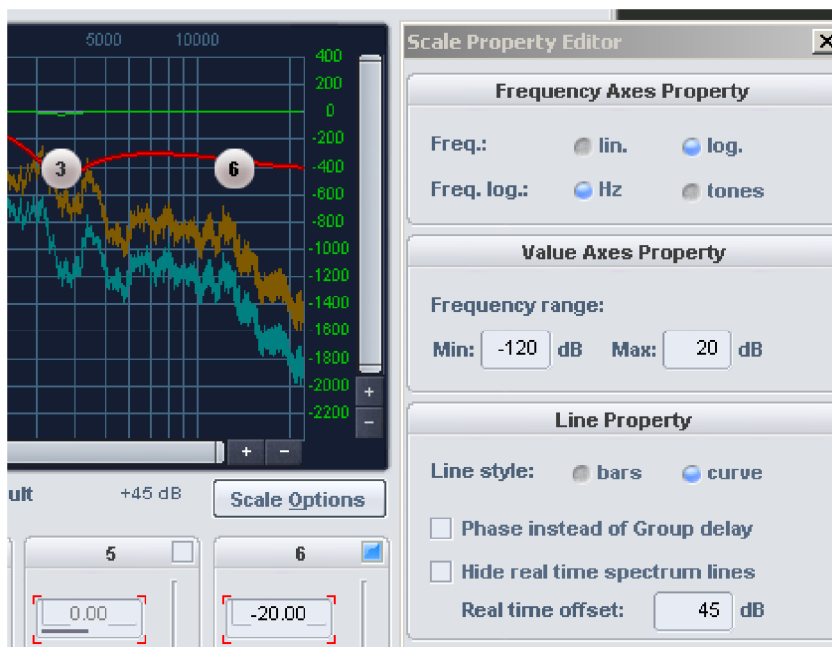 5000 10000
400
200
0
-200
-400
-600
-800
-1000
-1200
-1400
-1600
-1800
-2000
-2200
3
6
+
−
+ −
ult +45 dB Scale Options
5 6
0.00 -20.00
Scale Property Editor
Frequency Axes Property
Freq.: lin. log.
Freq. log.: Hz tones
Value Axes Property
Frequency range:
Min: -120 dB Max: 20 dB
Line Property
Line style: bars curve
Phase instead of Group delay
Hide real time spectrum lines
Real time offset: 45 dB